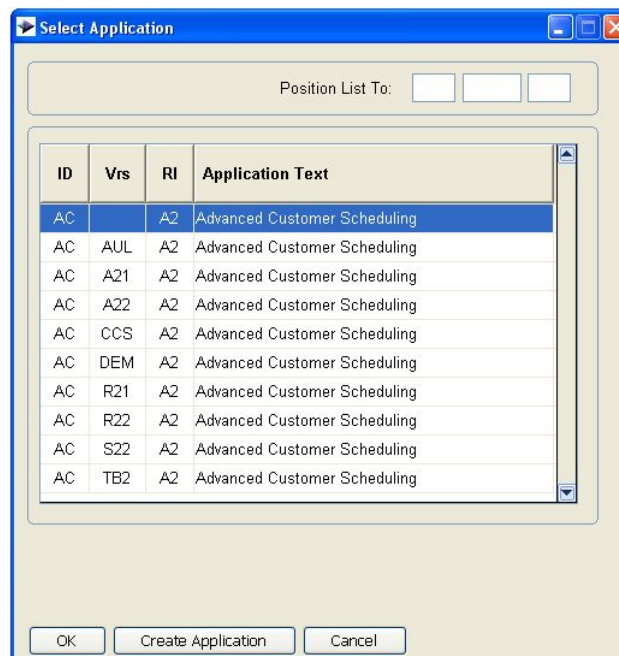 Select Application
Position List To:
ID Vrs Rl Application Text
AC A2 Advanced Customer Scheduling
AC AUL A2 Advanced Customer Scheduling
AC A21 A2 Advanced Customer Scheduling
AC A22 A2 Advanced Customer Scheduling
AC CCS A2 Advanced Customer Scheduling
AC DEM A2 Advanced Customer Scheduling
AC R21 A2 Advanced Customer Scheduling
AC R22 A2 Advanced Customer Scheduling
AC S22 A2 Advanced Customer Scheduling
AC TB2 A2 Advanced Customer Scheduling
OK Create Application Cancel